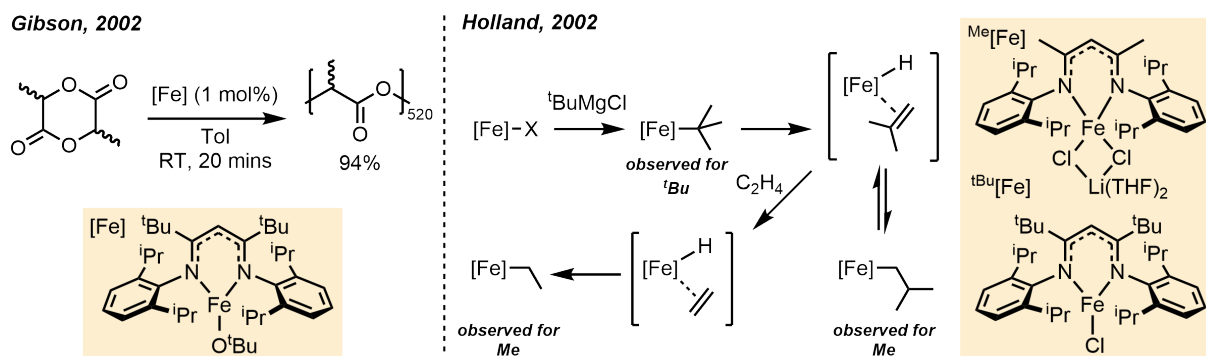 Gibson, 2002
O
O
O
O
[Fe] (1 mol%)
Tol
RT, 20 mins
O
O
520
94%
[Fe]
tBu
tBu
iPr
iPr
N
N
iPr
Fe
iPr
OtBu
Holland, 2002
[Fe]–X
tBuMgCl
[Fe]
observed for
tBu
[Fe]
H
C2H4
[Fe]
observed for
Me
[Fe]
H
[Fe]
observed for
Me
Me[Fe]
iPr
iPr
N
N
iPr
Fe
iPr
Cl
Cl
Li(THF)2
tBu[Fe]
tBu
tBu
iPr
iPr
N
N
iPr
Fe
iPr
Cl